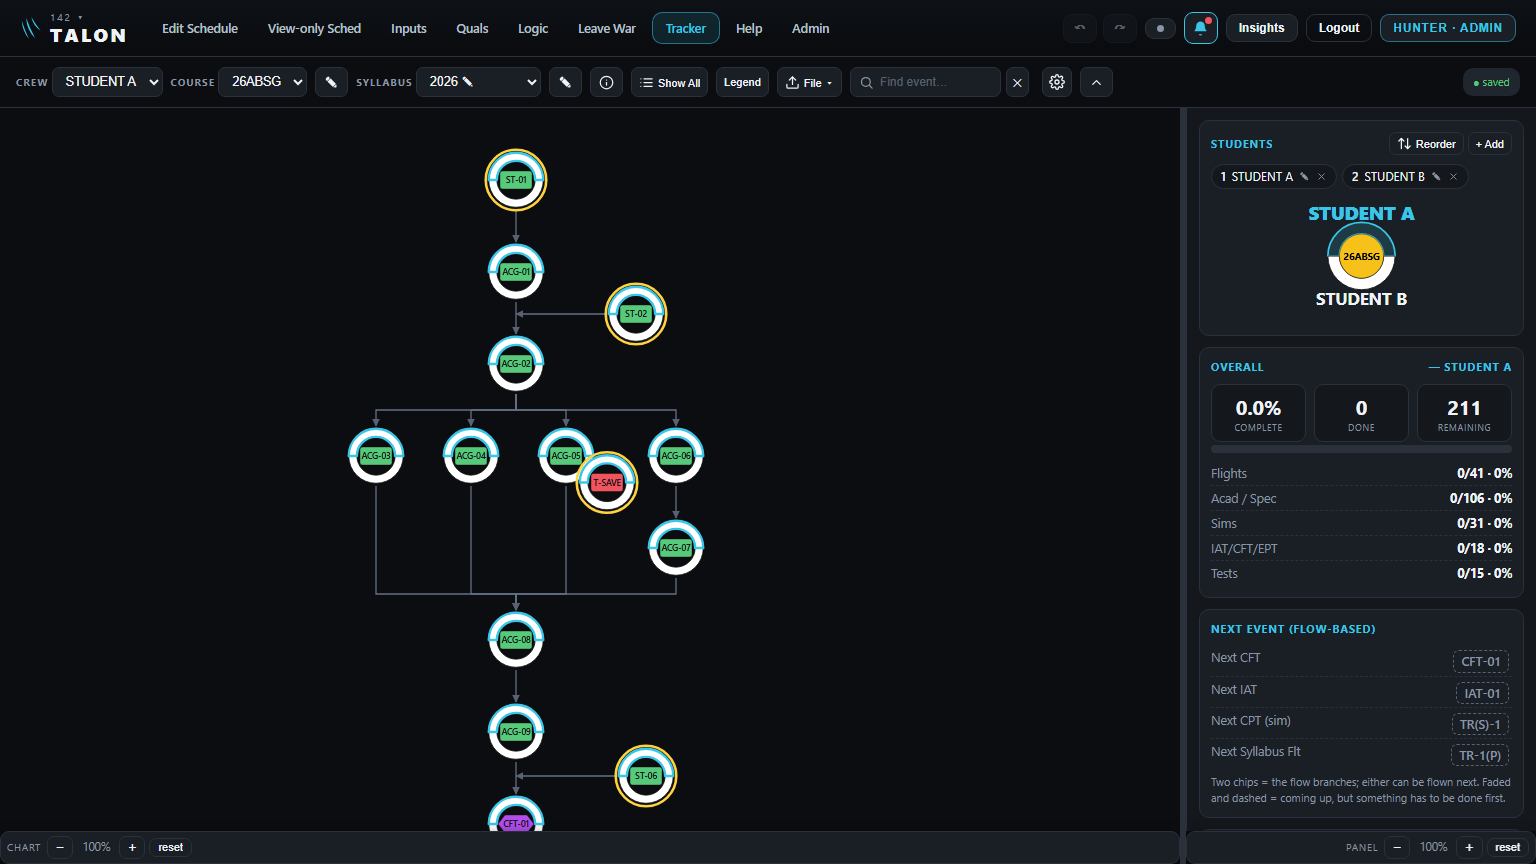 142
TALON
Edit Schedule
View-only Sched
Inputs
Quals
Logic
Leave War
Tracker
Help
Admin
Insights
Logout
HUNTER · ADMIN
CREW
STUDENT A
COURSE
26ABSG
SYLLABUS
2026
Show All
Legend
File
Find event...
saved
ST-01
ACG-01
ST-02
ACG-02
ACG-03
ACG-04
ACG-05
ACG-06
T-SAVE
ACG-07
ACG-08
ACG-09
ST-06
CFT-01
STUDENTS
Reorder
+ Add
1 STUDENT A
2 STUDENT B
STUDENT A
26ABSG
STUDENT B
OVERALL
— STUDENT A
0.0%
COMPLETE
0
DONE
211
REMAINING
Flights 0/41 · 0%
Acad / Spec 0/106 · 0%
Sims 0/31 · 0%
IAT/CFT/EPT 0/18 · 0%
Tests 0/15 · 0%
NEXT EVENT (FLOW-BASED)
Next CFT CFT-01
Next IAT IAT-01
Next CPT (sim) TR(S)-1
Next Syllabus Flt TR-1(P)
Two chips = the flow branches; either can be flown next. Faded
and dashed = coming up, but something has to be done first.
CHART − 100% + reset
PANEL − 100% + reset